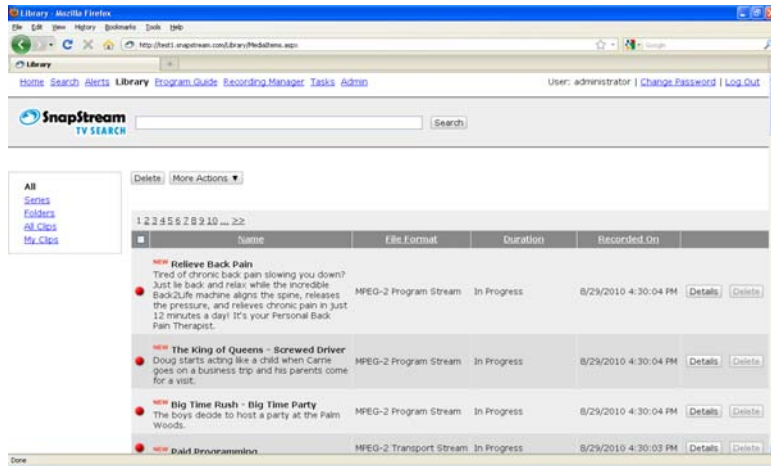 Library - Mozilla Firefox
File Edit View History Bookmarks Tools Help
http://test1.snapstream.com/Library/MediaItems.aspx
Google
Library
Home Search Alerts Library Program Guide Recording Manager Tasks Admin
User: administrator | Change Password | Log Out
SnapStream
TV SEARCH
Search
Delete More Actions ▼
All
Series
Folders
All Clips
My Clips
1 2 3 4 5 6 7 8 9 10 ... >>
Name File Format Duration Recorded On
NEW Relieve Back Pain
Tired of chronic back pain slowing you down?
Just lie back and relax while the incredible
Back2Life machine aligns the spine, releases
the pressure, and relieves chronic pain in just
12 minutes a day! It's your Personal Back
Pain Therapist.
MPEG-2 Program Stream In Progress 8/29/2010 4:30:04 PM Details Delete
NEW The King of Queens - Screwed Driver
Doug starts acting like a child when Carrie
goes on a business trip and his parents come
for a visit.
MPEG-2 Program Stream In Progress 8/29/2010 4:30:04 PM Details Delete
NEW Big Time Rush - Big Time Party
The boys decide to host a party at the Palm
Woods.
MPEG-2 Program Stream In Progress 8/29/2010 4:30:04 PM Details Delete
NEW Paid Programming
MPEG-2 Transport Stream In Progress 8/29/2010 4:30:03 PM Details Delete
Done